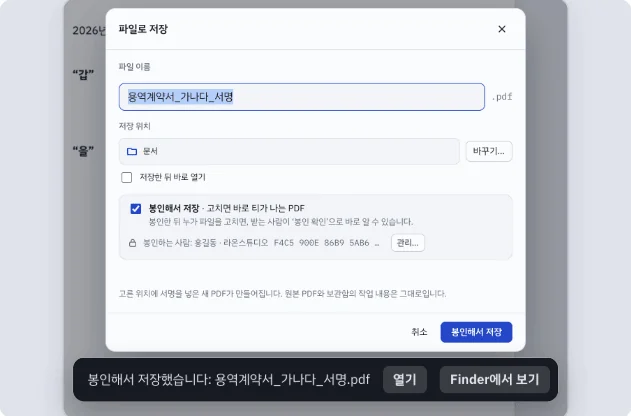 2026년
파일로 저장
파일 이름
“갑”
용역계약서_가나다_서명
.pdf
저장 위치
“을”
문서
바꾸기...
저장한 뒤 바로 열기
봉인해서 저장 · 고치면 바로 티가 나는 PDF
봉인한 뒤 누가 파일을 고치면, 받는 사람이 ‘봉인 확인’으로 바로 알 수 있습니다.
봉인하는 사람: 홍길동 · 라온스튜디오 F4C5 900E 86B9 5AB6 …
관리...
고른 위치에 서명을 넣은 새 PDF가 만들어집니다. 원본 PDF와 보관함의 작업 내용은 그대로입니다.
취소
봉인해서 저장
봉인해서 저장했습니다: 용역계약서_가나다_서명.pdf
열기
Finder에서 보기